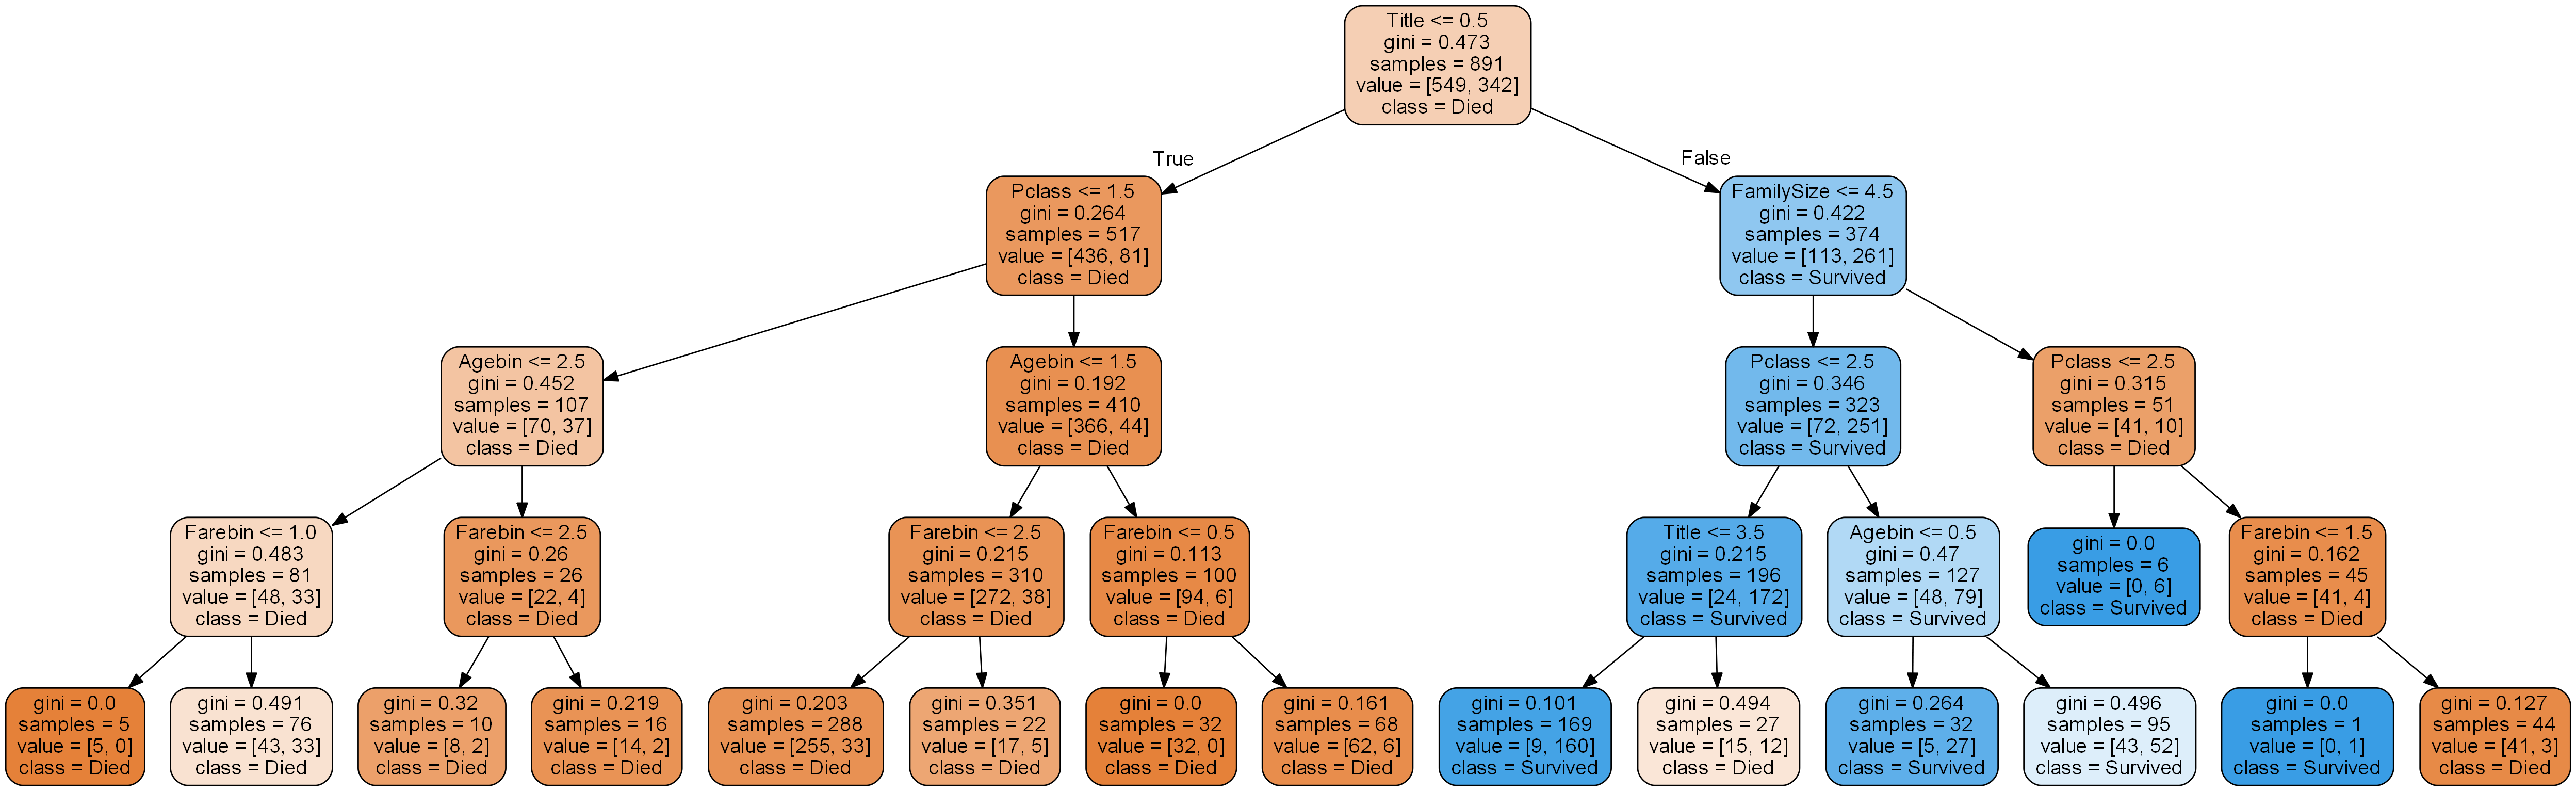 Title <= 0.5
gini = 0.473
samples = 891
value = [549, 342]
class = Died
True
False
Pclass <= 1.5
gini = 0.264
samples = 517
value = [436, 81]
class = Died
FamilySize <= 4.5
gini = 0.422
samples = 374
value = [113, 261]
class = Survived
Agebin <= 2.5
gini = 0.452
samples = 107
value = [70, 37]
class = Died
Agebin <= 1.5
gini = 0.192
samples = 410
value = [366, 44]
class = Died
Pclass <= 2.5
gini = 0.346
samples = 323
value = [72, 251]
class = Survived
Pclass <= 2.5
gini = 0.315
samples = 51
value = [41, 10]
class = Died
Farebin <= 1.0
gini = 0.483
samples = 81
value = [48, 33]
class = Died
Farebin <= 2.5
gini = 0.26
samples = 26
value = [22, 4]
class = Died
Farebin <= 2.5
gini = 0.215
samples = 310
value = [272, 38]
class = Died
Farebin <= 0.5
gini = 0.113
samples = 100
value = [94, 6]
class = Died
Title <= 3.5
gini = 0.215
samples = 196
value = [24, 172]
class = Survived
Agebin <= 0.5
gini = 0.47
samples = 127
value = [48, 79]
class = Survived
gini = 0.0
samples = 6
value = [0, 6]
class = Survived
Farebin <= 1.5
gini = 0.162
samples = 45
value = [41, 4]
class = Died
gini = 0.0
samples = 5
value = [5, 0]
class = Died
gini = 0.491
samples = 76
value = [43, 33]
class = Died
gini = 0.32
samples = 10
value = [8, 2]
class = Died
gini = 0.219
samples = 16
value = [14, 2]
class = Died
gini = 0.203
samples = 288
value = [255, 33]
class = Died
gini = 0.351
samples = 22
value = [17, 5]
class = Died
gini = 0.0
samples = 32
value = [32, 0]
class = Died
gini = 0.161
samples = 68
value = [62, 6]
class = Died
gini = 0.101
samples = 169
value = [9, 160]
class = Survived
gini = 0.494
samples = 27
value = [15, 12]
class = Died
gini = 0.264
samples = 32
value = [5, 27]
class = Survived
gini = 0.496
samples = 95
value = [43, 52]
class = Survived
gini = 0.0
samples = 1
value = [0, 1]
class = Survived
gini = 0.127
samples = 44
value = [41, 3]
class = Died